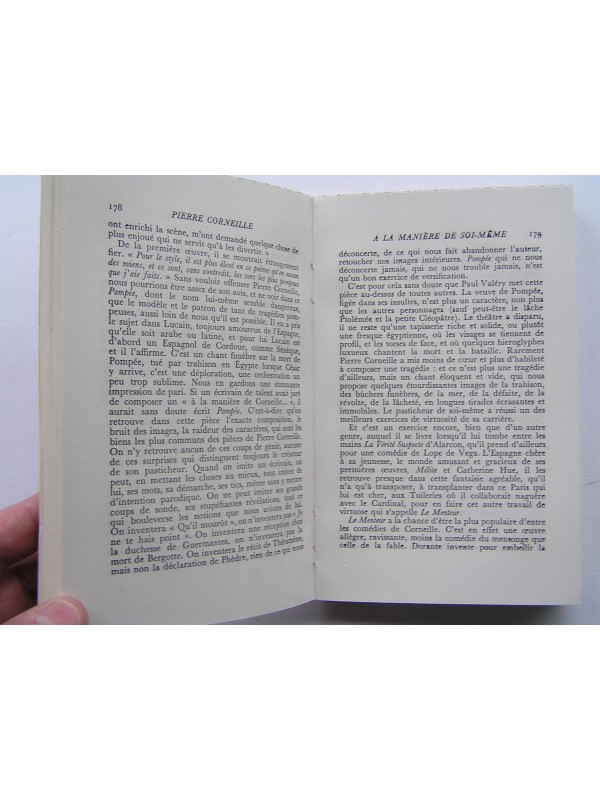 178
PIERRE CORNEILLE
ont enrichi la scène, m'ont demandé quelque chose de
plus enjoué qui ne servît qu'à les divertir. »
De la première œuvre, il se montrait étrangement
fier. « Pour le style, il est plus élevé en ce poème qu'en aucun
des miens, et ce sont, sans contredit, les vers les plus pompeux
que j'aie faits. » Sans vouloir offenser Pierre Corneille,
nous pourrions être assez de son avis, et ne voir dans ce
Pompée, dont le nom lui-même semble dangereux,
que le modèle et le patron de tant de tragédies pom-
peuses, aussi loin de nous qu'il est possible. Il en a pris
le sujet dans Lucain, toujours amoureux de l'Espagne,
qu'elle soit arabe ou latine, et pour lui Lucain est
d'abord un Espagnol de Cordoue, comme Sénèque,
et il l'affirme. C'est un chant funèbre sur la mort de
Pompée, tué par trahison en Égypte lorsque César
y arrive, c'est une déploration, une orchestration un
peu trop sublime. Nous en gardons une étonnante
impression de pari. Si un écrivain de talent avait juré
de composer un « à la manière de Corneille... », il
aurait sans doute écrit Pompée. C'est-à-dire qu'on
retrouve dans cette pièce l'exacte composition, le
bruit des images, la raideur des caractères, qui sont les
biens les plus communs des pièces de Pierre Corneille.
On n'y retrouve aucun de ces coups de génie, aucune
de ces surprises qui distinguent toujours le créateur
de son pasticheur. Quand on imite un écrivain, on
peut, en mettant les choses au mieux, tout imiter de
lui, ses mots, sa démarche, ses tics, même sans y mettre
d'intention parodique. On ne peut imiter ses grands
coups de sonde, ses stupéfiantes révélations, tout ce
qui bouleverse les notions que nous avions de lui.
On inventera « Qu'il mourût », on n'inventera pas « Je
ne te hais point ». On inventera une réception chez
la duchesse de Guermantes, on n'inventera pas la
mort de Bergotte. On inventera le récit de Théramène,
mais non la déclaration de Phèdre, rien de ce qui nous
A LA MANIÈRE DE SOI-MÊME
179
déconcerte, de ce qui nous fait abandonner l'auteur,
retoucher nos images intérieures. Pompée qui ne nous
déconcerte jamais, qui ne nous trouble jamais, n'est
qu'un bon exercice de versification.
C'est pour cela sans doute que Paul Valéry met cette
pièce au-dessus de toutes autres. La veuve de Pompée,
figée dans ses insultes, n'est plus un caractère, non plus
que les autres personnages (sauf peut-être le lâche
Ptolémée et la petite Cléopâtre). Le théâtre a disparu,
il ne reste qu'une tapisserie riche et solide, ou plutôt
une fresque égyptienne, où les visages se tiennent de
profil, et les torses de face, et où quelques hiéroglyphes
luxueux chantent la mort et la bataille. Rarement
Pierre Corneille a mis moins de cœur et plus d'habileté
à composer une tragédie : et ce n'est plus une tragédie
d'ailleurs, mais un chant éloquent et vide, qui nous
propose quelques étourdissantes images de la trahison,
des bûchers funèbres, de la mer, de la défaite, de la
révolte, de la lâcheté, en longues tirades écrasantes et
immobiles. Le pasticheur de soi-même a réussi un des
meilleurs exercices de virtuosité de sa carrière.
Et c'est un exercice encore, bien que d'un autre
genre, auquel il se livre lorsqu'il lui tombe entre les
mains La Vérité Suspecte d'Alarcon, qu'il prend d'ailleurs
pour une comédie de Lope de Vega. L'Espagne chère
à sa jeunesse, le monde amusant et gracieux de ses
premières œuvres, Mélite et Catherine Hue, il les
retrouve presque dans cette fantaisie agréable, qu'il
n'a qu'à transposer, à transplanter dans ce Paris qui
lui est cher, aux Tuileries où il collaborait naguère
avec le Cardinal, pour en faire cet autre travail de
virtuose qui s'appelle Le Menteur.
Le Menteur a la chance d'être la plus populaire d'entre
les comédies de Corneille. C'est en effet une œuvre
allègre, ravissante, moins la comédie du mensonge que
celle de la fable. Dorante invente pour embellir la